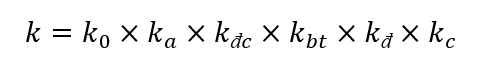 k = k₀ × kₐ × k_đc × k_bt × k_đ × k_c